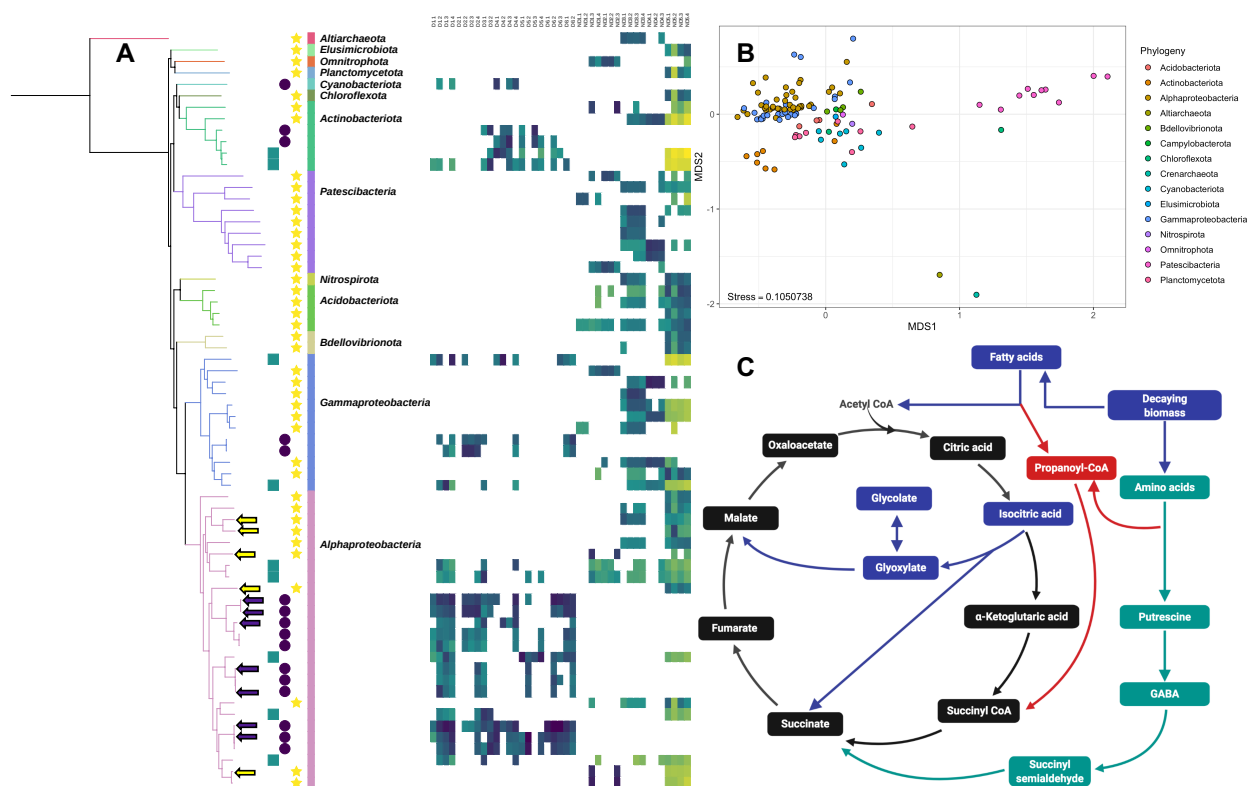 A
Altiarchaeota
Elusimicrobiota
Omnitrophota
Planctomycetota
Cyanobacteriota
Chloroflexota
Actinobacteriota
Patescibacteria
Nitrospirota
Acidobacteriota
Bdellovibrionota
Gammaproteobacteria
Alphaproteobacteria
B
0
-1
-2
MDS2
Stress = 0.1050738
0
1
2
MDS1
Phylogeny
Acidobacteriota
Actinobacteriota
Alphaproteobacteria
Altiarchaeota
Bdellovibrionota
Campylobacterota
Chloroflexota
Crenarchaeota
Cyanobacteriota
Elusimicrobiota
Gammaproteobacteria
Nitrospirota
Omnitrophota
Patescibacteria
Planctomycetota
C
Fatty acids
Decaying
biomass
Acetyl CoA
Oxaloacetate
Citric acid
Propanoyl-CoA
Amino acids
Glycolate
Isocitric acid
Malate
Glyoxylate
α-Ketoglutaric acid
Putrescine
Fumarate
GABA
Succinyl CoA
Succinate
Succinyl
semialdehyde